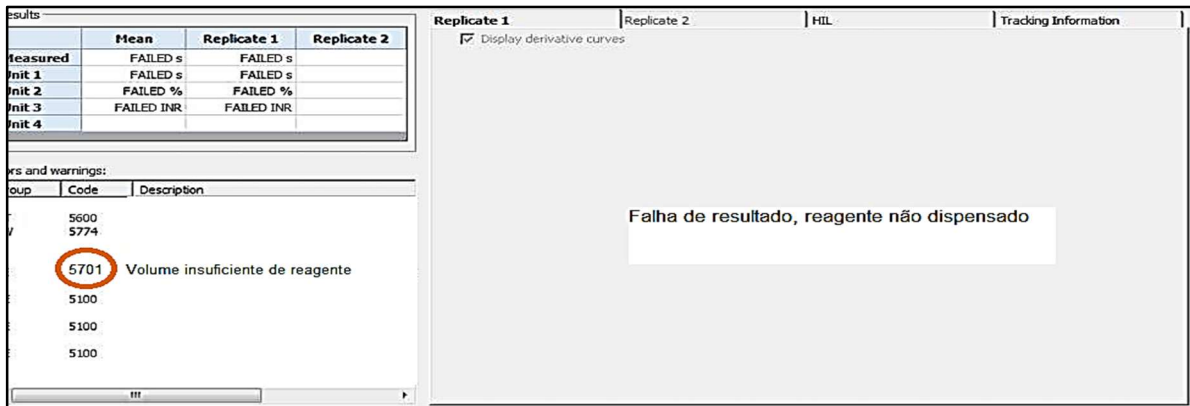 esults
Mean Replicate 1 Replicate 2
Measured FAILED s FAILED s
Unit 1 FAILED s FAILED s
Unit 2 FAILED % FAILED %
Unit 3 FAILED INR FAILED INR
Unit 4
rs and warnings:
oup Code Description
5600
5774
5701 Volume insuficiente de reagente
5100
5100
5100
Replicate 1 Replicate 2 HIL Tracking Information
Display derivative curves
Falha de resultado, reagente não dispensado